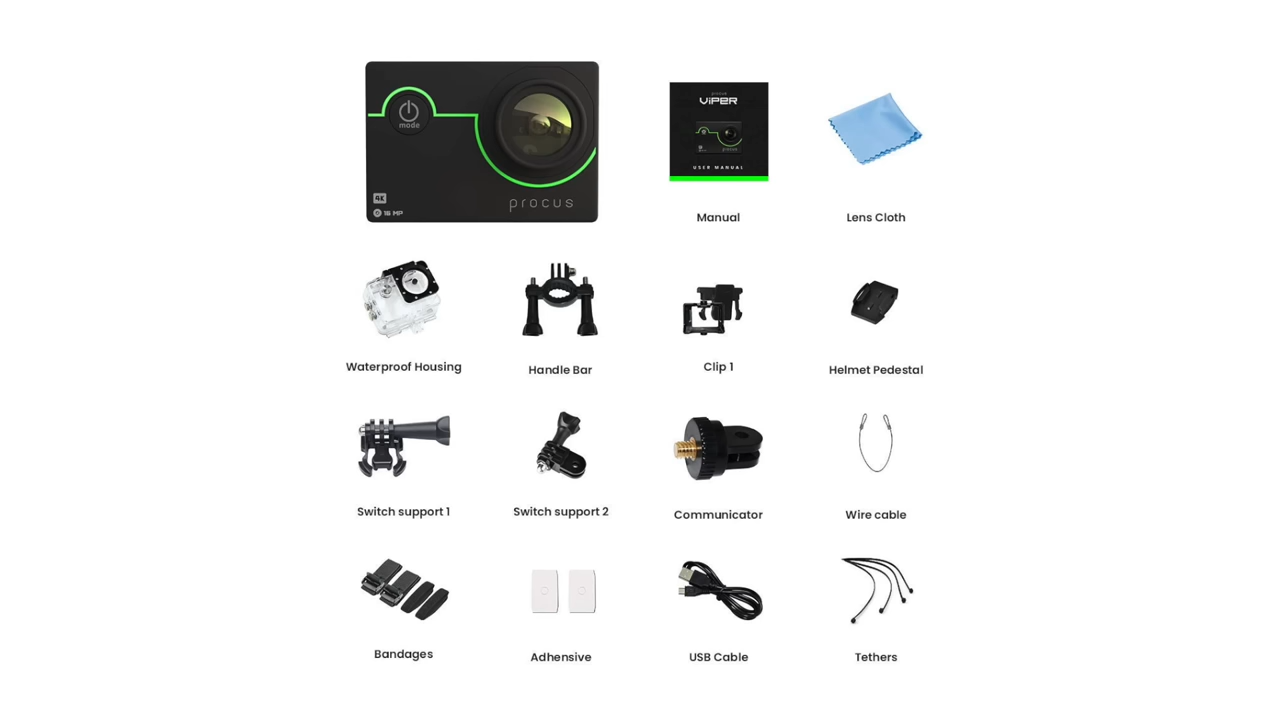 mode
4K
16 MP
procus
procus
VIPER
procus
USER MANUAL
Manual
Lens Cloth
Waterproof Housing
Handle Bar
Clip 1
Helmet Pedestal
Switch support 1
Switch support 2
Communicator
Wire cable
Bandages
Adhensive
USB Cable
Tethers